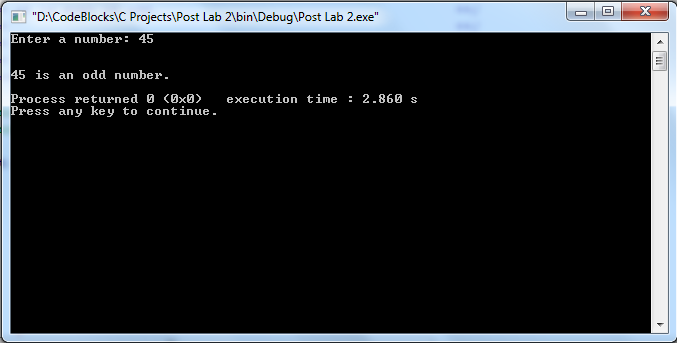 "D:\CodeBlocks\C Projects\Post Lab 2\bin\Debug\Post Lab 2.exe"
Enter a number: 45
45 is an odd number.
Process returned 0 (0x0)   execution time : 2.860 s
Press any key to continue.